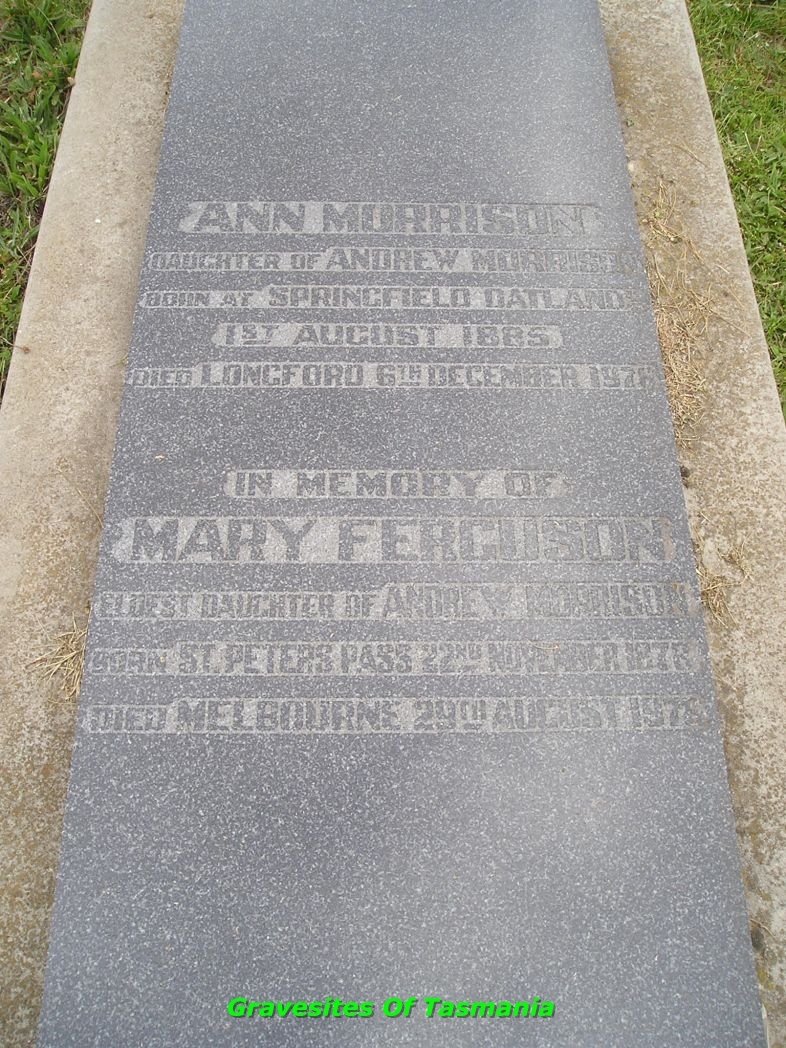 ANN MORRISON
DAUGHTER OF ANDREW MORRISON
BORN AT SPRINGFIELD OATLANDS
1ST AUGUST 1885
DIED LONGFORD 6TH DECEMBER 1976
IN MEMORY OF
MARY FERGUSON
ELDEST DAUGHTER OF ANDREW MORRISON
BORN ST. PETERS PASS 22ND NOVEMBER 1878
DIED MELBOURNE 29TH AUGUST
Gravesites Of Tasmania